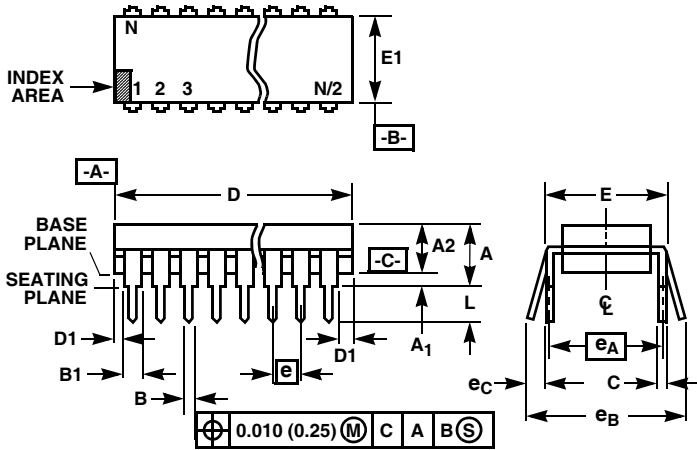 N
E1
INDEX
AREA
1 2 3 N/2
-B-
-A-
D
E
BASE
PLANE
A2
A
-C-
SEATING
PLANE
L
C
L
D1
A1
D1
eA
B1
e
eC
C
B
eB
0.010 (0.25) M C A B S